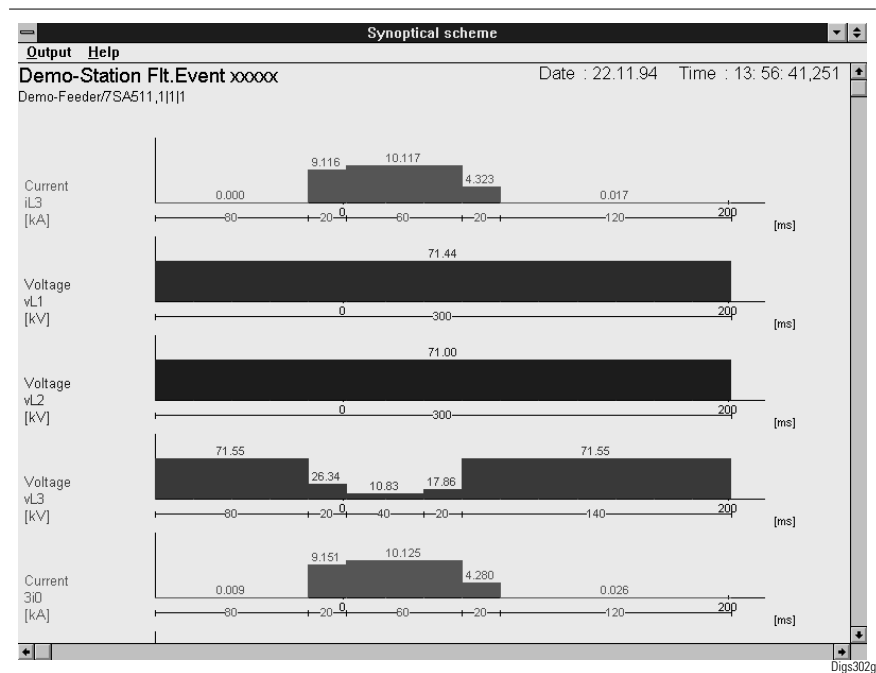 Synoptical scheme
Output Help
Demo-Station Flt.Event xxxxx Date : 22.11.94 Time : 13: 56: 41,251
Demo-Feeder/7SA511,1|1|1
9.116 10.117 4.323
Current 0.000 0.017
iL3 80 20 0 60 20 120 200
[kA] [ms]
71.44
Voltage
vL1 0 200
[kV] 300 [ms]
71.00
Voltage
vL2 0 200
[kV] 300 [ms]
71.55 71.55
Voltage 26.34 10.83 17.86
vL3 0 200
[kV] 80 20 40 20 140 [ms]
9.151 10.125 4.280
Current 0.009 0.026
3i0 0 200
[kA] 80 20 60 20 120 [ms]
Digs302g